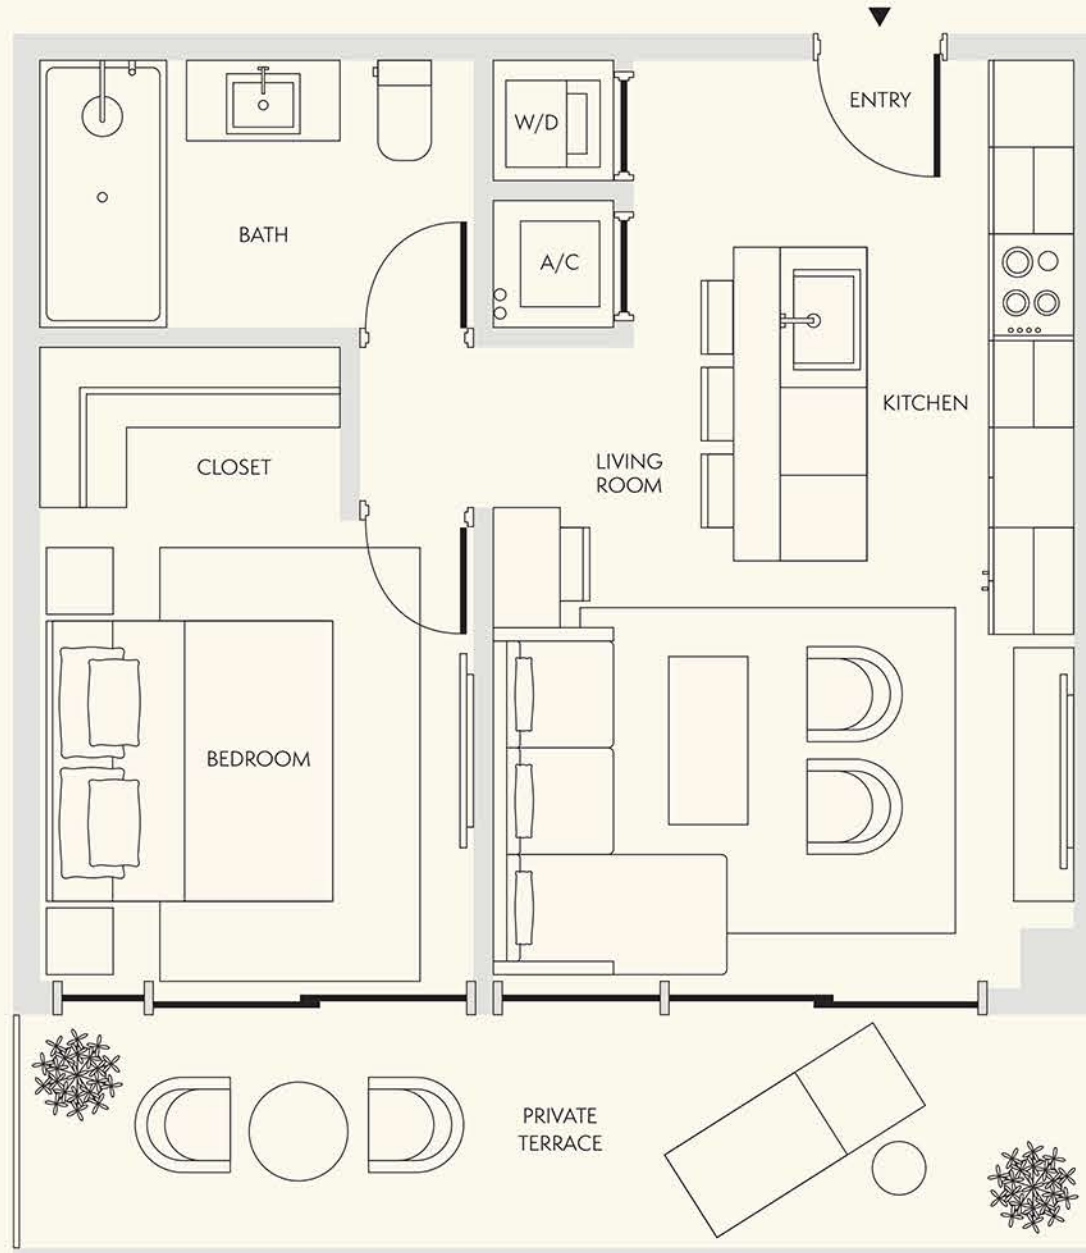 ENTRY
W/D
BATH
A/C
KITCHEN
LIVING
ROOM
CLOSET
BEDROOM
PRIVATE
TERRACE